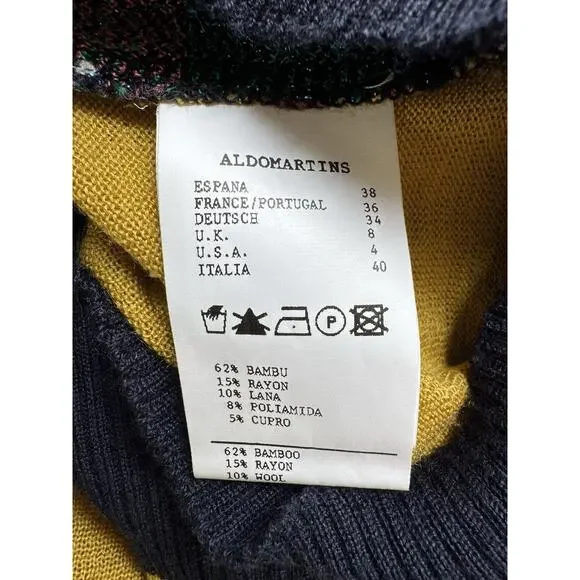 ALDOMARTINS
ESPANA 38
FRANCE/PORTUGAL 36
DEUTSCH 34
U.K. 8
U.S.A. 4
ITALIA 40
P
62% BAMBU
15% RAYON
10% LANA
8% POLIAMIDA
5% CUPRO
62% BAMBOO
15% RAYON
10% WOOL